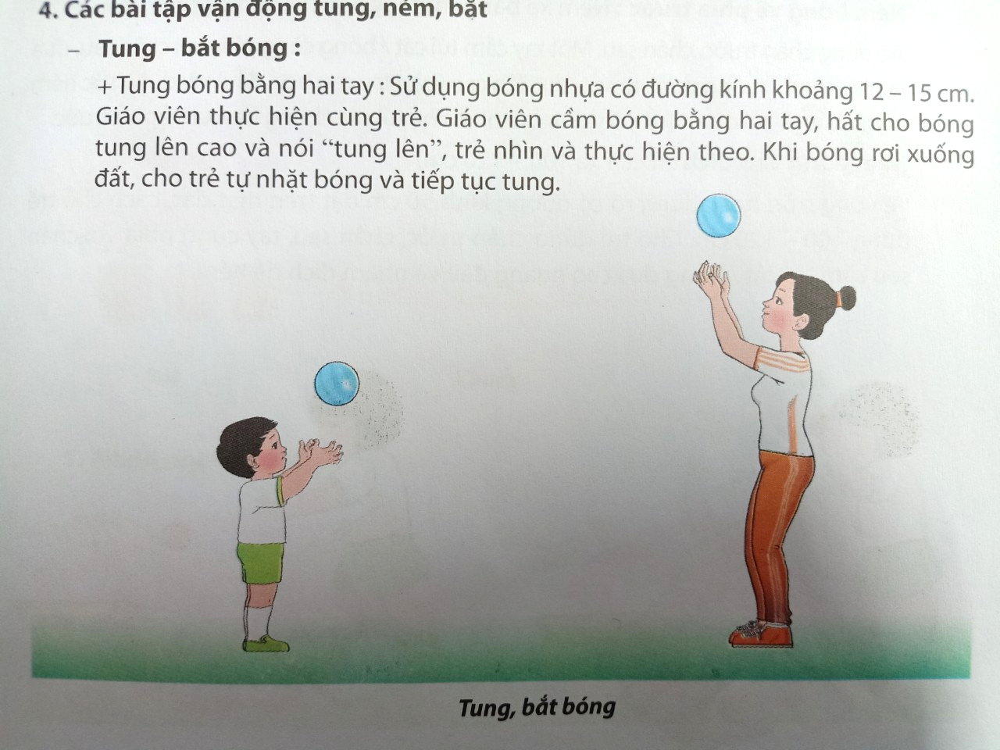 4. Các bài tập vận động tung, ném, bắt
– Tung – bắt bóng :
+ Tung bóng bằng hai tay : Sử dụng bóng nhựa có đường kính khoảng 12 – 15 cm.
Giáo viên thực hiện cùng trẻ. Giáo viên cầm bóng bằng hai tay, hất cho bóng
tung lên cao và nói “tung lên”, trẻ nhìn và thực hiện theo. Khi bóng rơi xuống
đất, cho trẻ tự nhặt bóng và tiếp tục tung.
Tung, bắt bóng